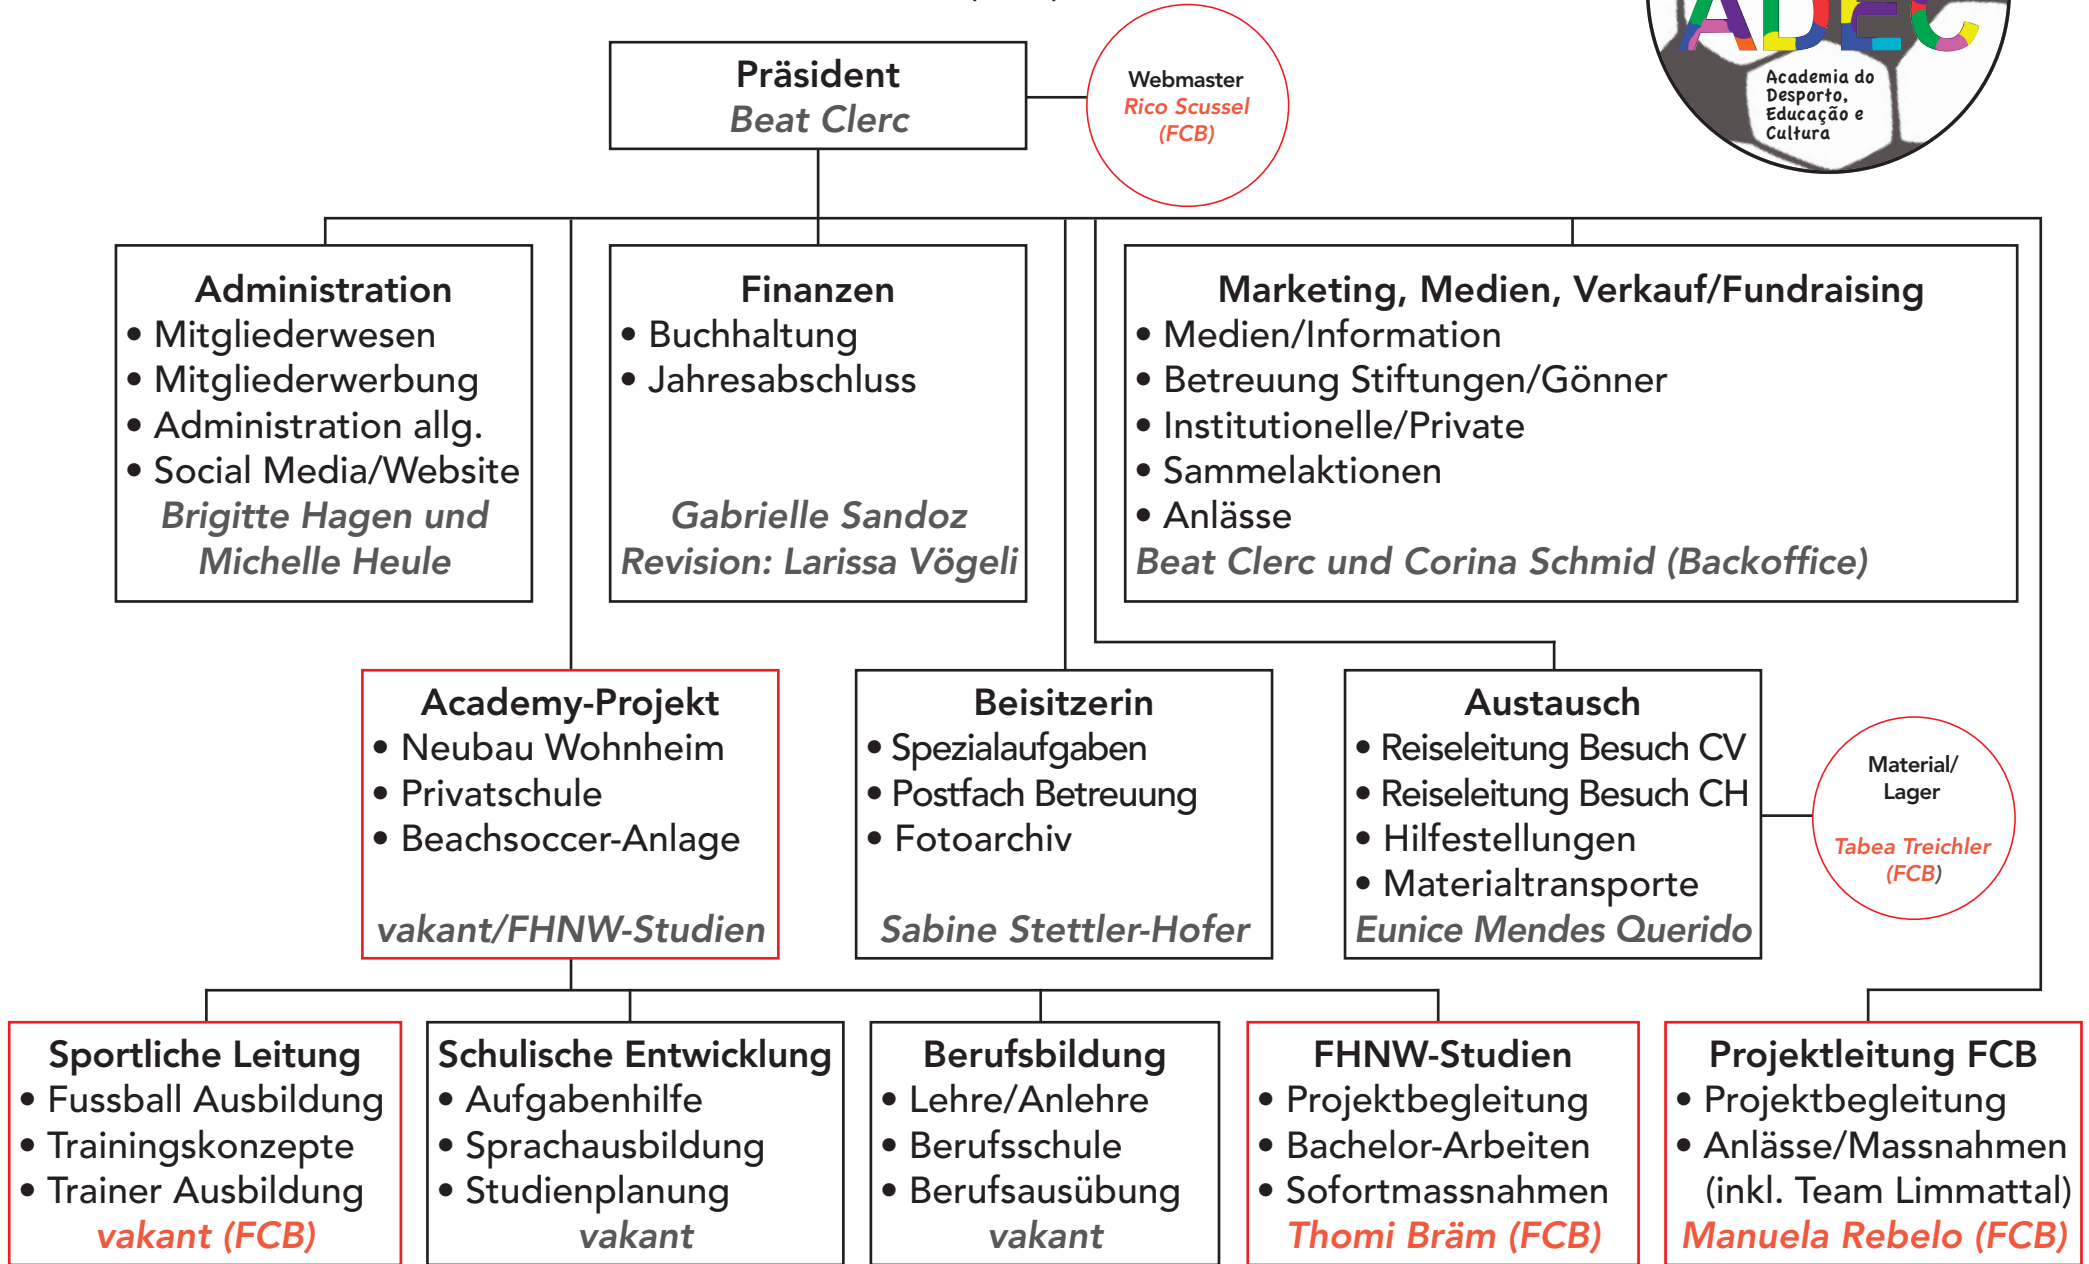 ADEC
Academia do
Desporto,
Educação e
Cultura
Präsident
Beat Clerc
Webmaster
Rico Scussel
(FCB)
Administration
• Mitgliederwesen
• Mitgliederwerbung
• Administration allg.
• Social Media/Website
Brigitte Hagen und
Michelle Heule
Finanzen
• Buchhaltung
• Jahresabschluss
Gabrielle Sandoz
Revision: Larissa Vögeli
Marketing, Medien, Verkauf/Fundraising
• Medien/Information
• Betreuung Stiftungen/Gönner
• Institutionelle/Private
• Sammelaktionen
• Anlässe
Beat Clerc und Corina Schmid (Backoffice)
Academy-Projekt
• Neubau Wohnheim
• Privatschule
• Beachsoccer-Anlage
vakant/FHNW-Studien
Beisitzerin
• Spezialaufgaben
• Postfach Betreuung
• Fotoarchiv
Sabine Stettler-Hofer
Austausch
• Reiseleitung Besuch CV
• Reiseleitung Besuch CH
• Hilfestellungen
• Materialtransporte
Eunice Mendes Querido
Material/
Lager
Tabea Treichler
(FCB)
Sportliche Leitung
• Fussball Ausbildung
• Trainingskonzepte
• Trainer Ausbildung
vakant (FCB)
Schulische Entwicklung
• Aufgabenhilfe
• Sprachausbildung
• Studienplanung
vakant
Berufsbildung
• Lehre/Anlehre
• Berufsschule
• Berufsausübung
vakant
FHNW-Studien
• Projektbegleitung
• Bachelor-Arbeiten
• Sofortmassnahmen
Thomi Bräm (FCB)
Projektleitung FCB
• Projektbegleitung
• Anlässe/Massnahmen
(inkl. Team Limmattal)
Manuela Rebelo (FCB)